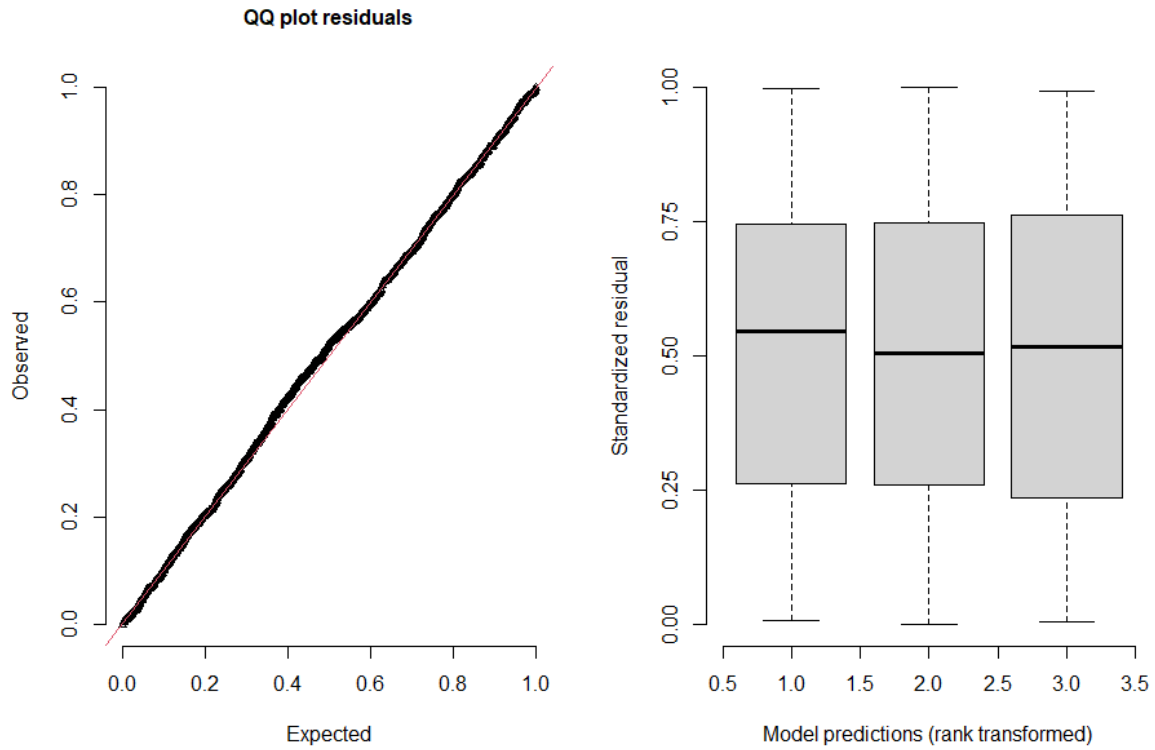 QQ plot residuals
Observed
0.0 0.2 0.4 0.6 0.8 1.0
0.0 0.2 0.4 0.6 0.8 1.0
Expected
Standardized residual
0.00 0.25 0.50 0.75 1.00
0.5 1.0 1.5 2.0 2.5 3.0 3.5
Model predictions (rank transformed)